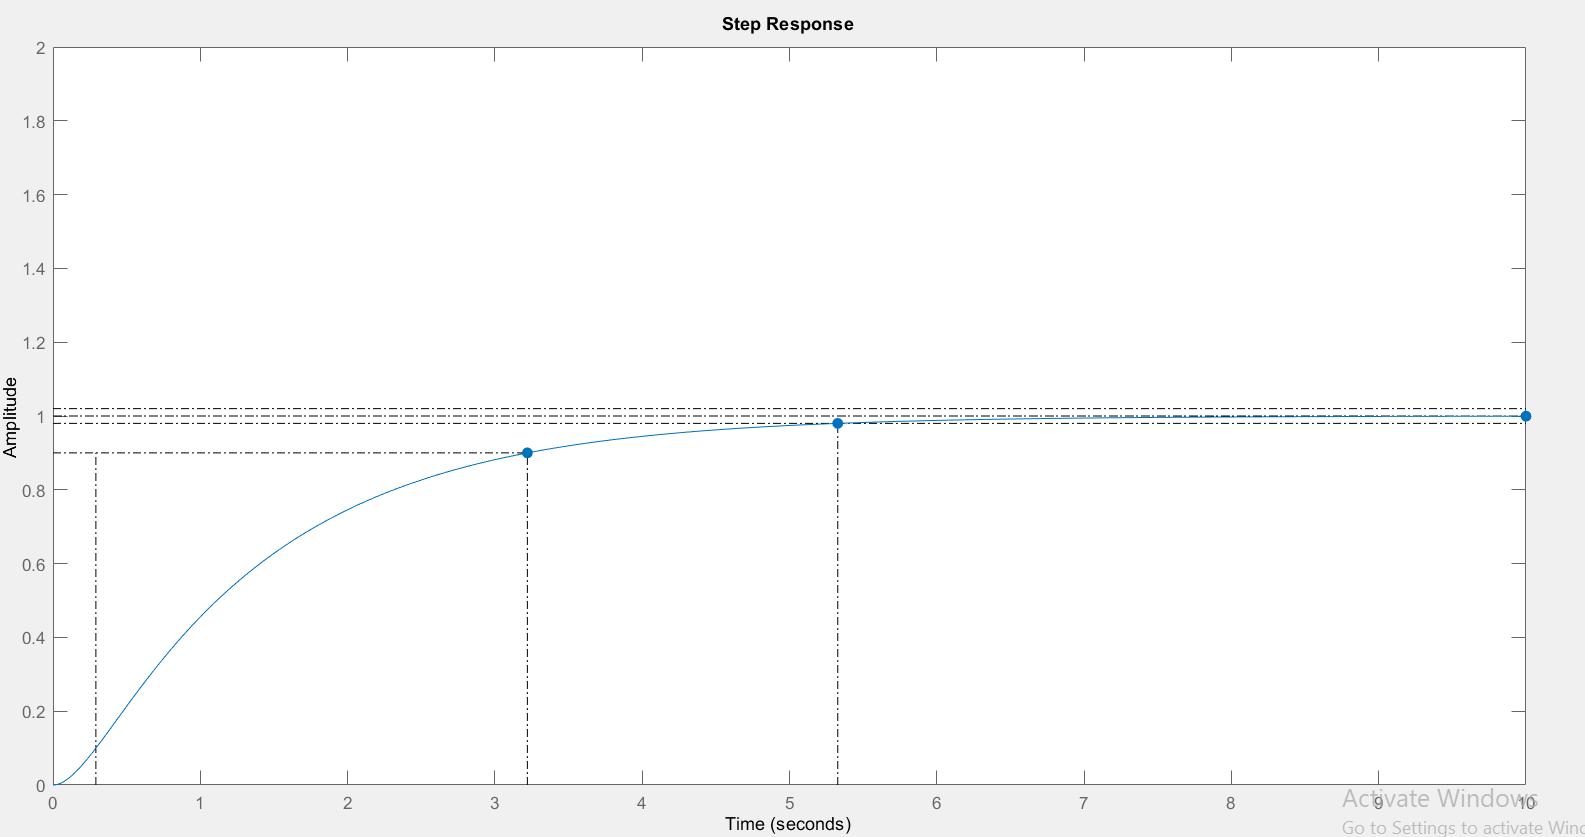 Step Response
2
1.8
1.6
1.4
1.2
1
0.8
0.6
0.4
0.2
0
Amplitude
0 1 2 3 4 5 6 7 8 9 10
Time (seconds)
Activate Windows
Go to Settings to activate Wind